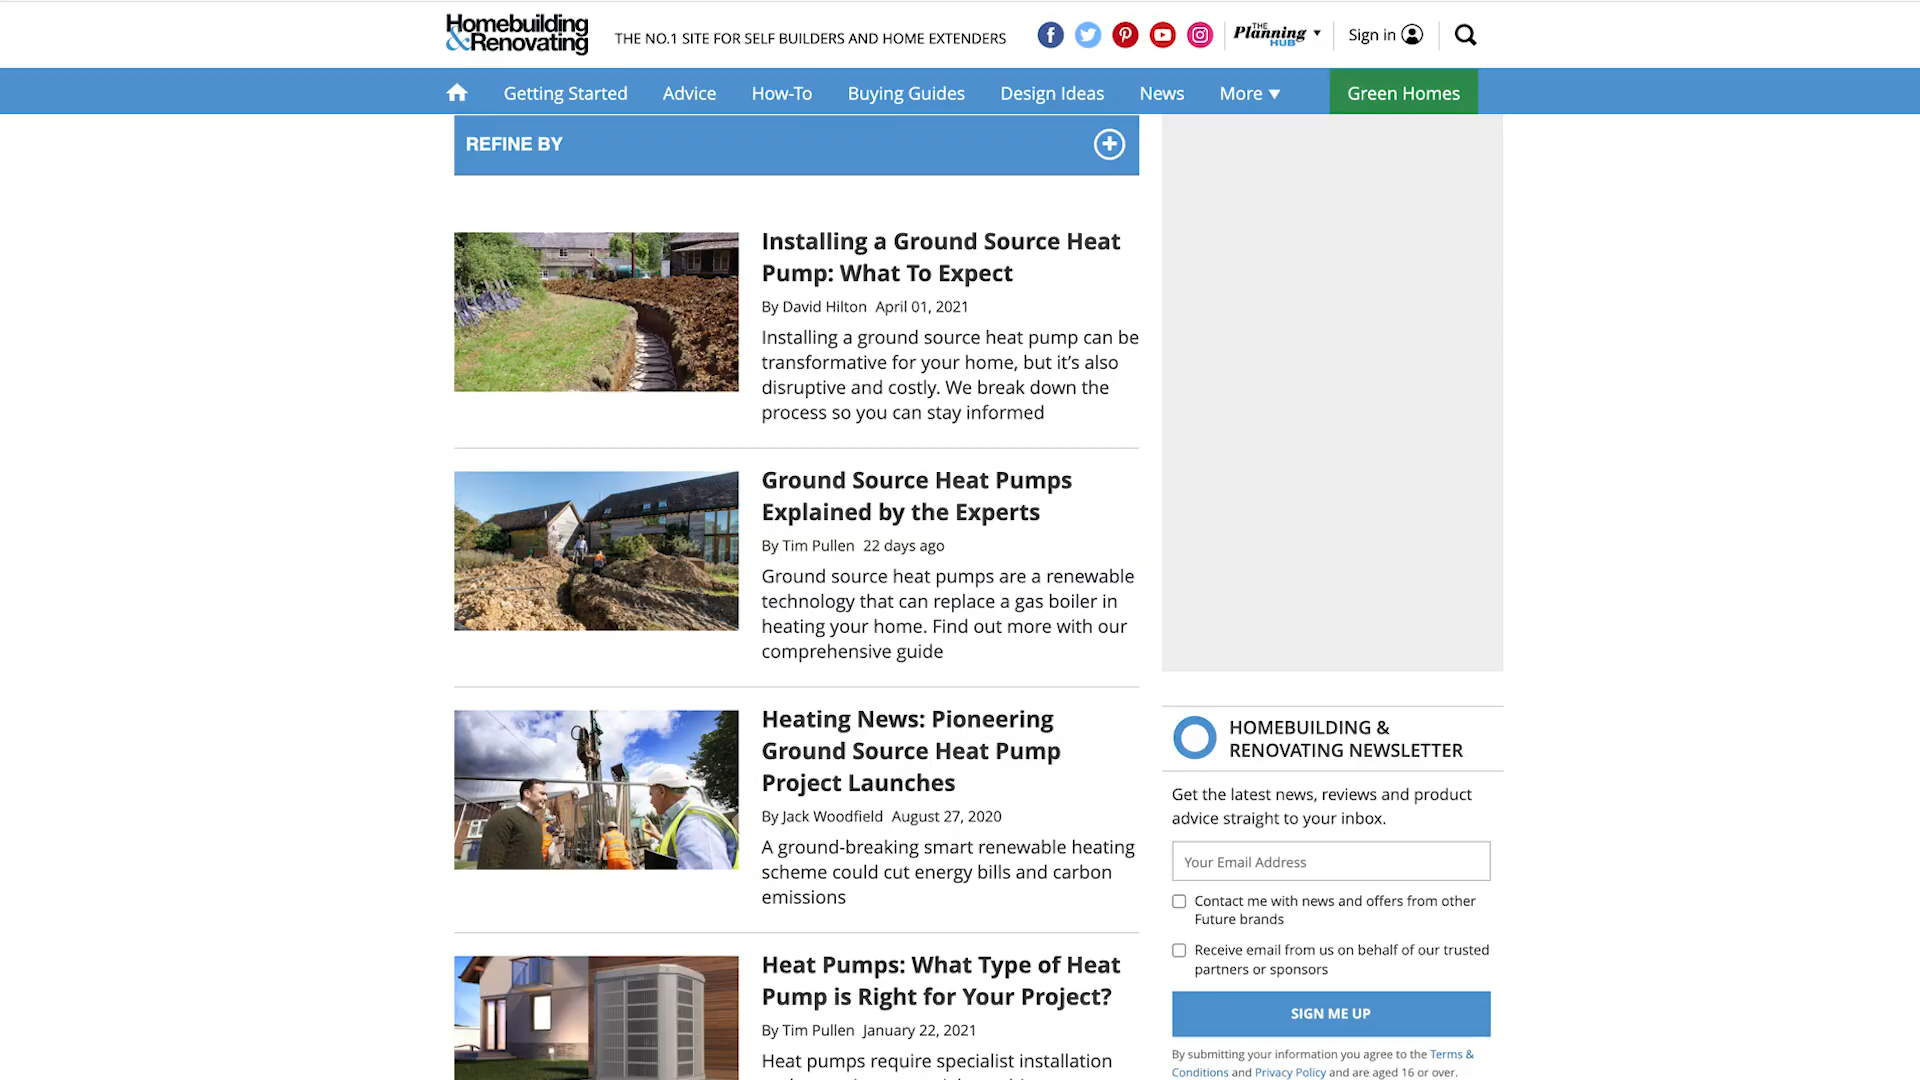 Homebuilding
&Renovating
THE NO.1 SITE FOR SELF BUILDERS AND HOME EXTENDERS
THE
Planning
HUB
Sign in
Getting Started
Advice
How-To
Buying Guides
Design Ideas
News
More
Green Homes
REFINE BY
Installing a Ground Source Heat
Pump: What To Expect
By David Hilton April 01, 2021
Installing a ground source heat pump can be
transformative for your home, but it’s also
disruptive and costly. We break down the
process so you can stay informed
Ground Source Heat Pumps
Explained by the Experts
By Tim Pullen 22 days ago
Ground source heat pumps are a renewable
technology that can replace a gas boiler in
heating your home. Find out more with our
comprehensive guide
Heating News: Pioneering
Ground Source Heat Pump
Project Launches
By Jack Woodfield August 27, 2020
A ground-breaking smart renewable heating
scheme could cut energy bills and carbon
emissions
Heat Pumps: What Type of Heat
Pump is Right for Your Project?
By Tim Pullen January 22, 2021
Heat pumps require specialist installation
HOMEBUILDING &
RENOVATING NEWSLETTER
Get the latest news, reviews and product
advice straight to your inbox.
Your Email Address
Contact me with news and offers from other
Future brands
Receive email from us on behalf of our trusted
partners or sponsors
SIGN ME UP
By submitting your information you agree to the Terms &
Conditions and Privacy Policy and are aged 16 or over.